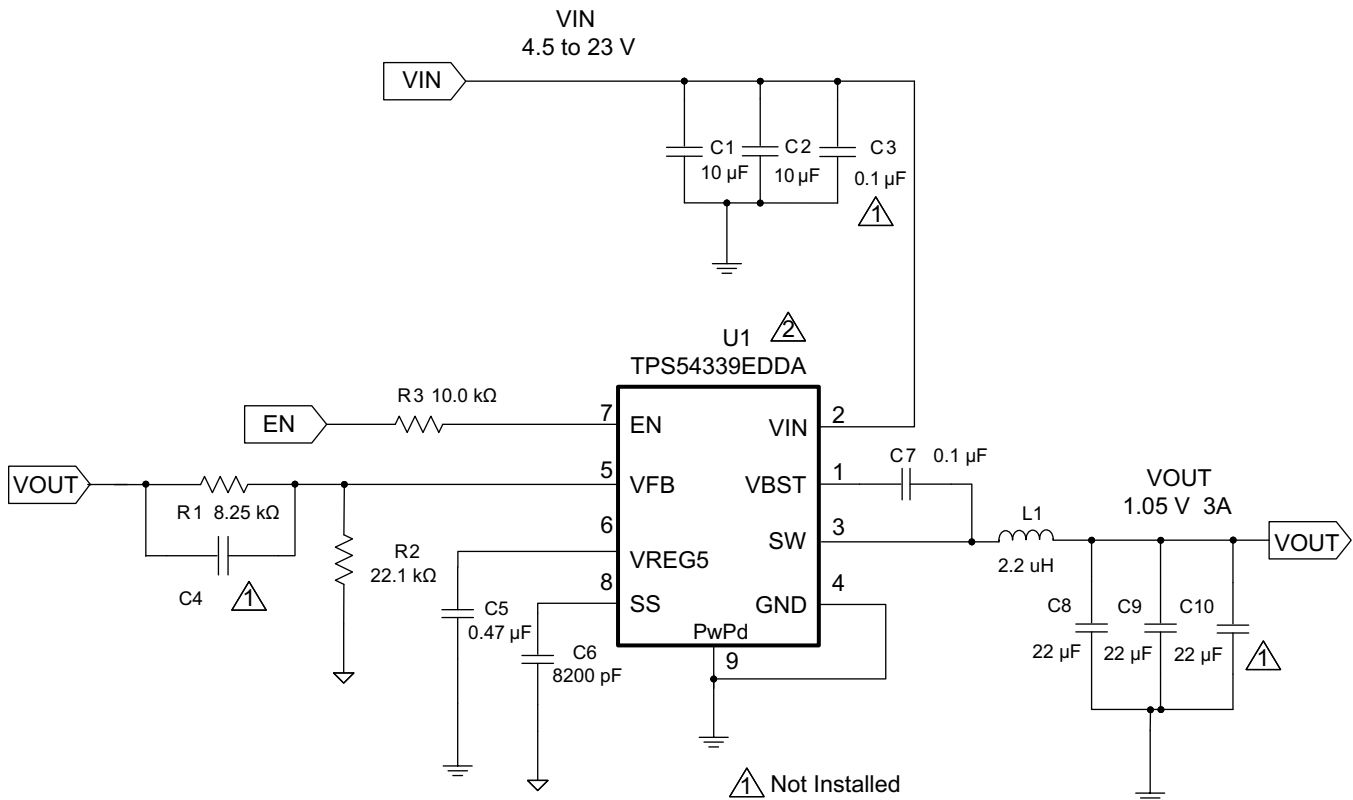 VIN
4.5 to 23 V
VIN
C1
10 µF
C2
10 µF
C3
0.1 µF
1
U1
2
TPS54339EDDA
R3 10.0 kΩ
EN
7
EN
VIN
2
VOUT
R1 8.25 kΩ
C4
1
R2
22.1 kΩ
5
VFB
6
VREG5
8
SS
C5
0.47 µF
C6
8200 pF
VBST
1
C7 0.1 µF
SW
3
GND
4
PwPd
9
L1
2.2 uH
VOUT
1.05 V 3A
VOUT
C8
22 µF
C9
22 µF
C10
22 µF
1
1 Not Installed